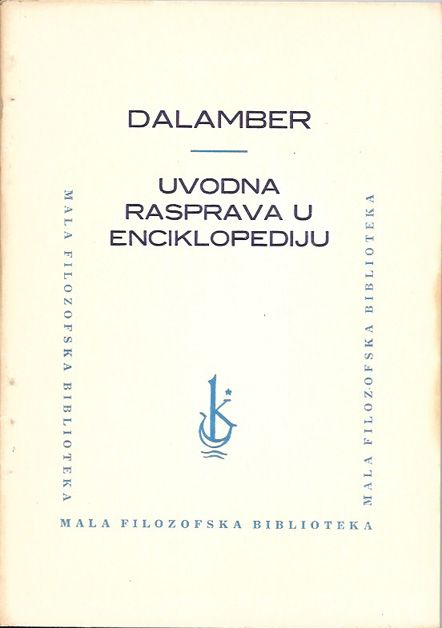 DALAMBER
UVODNA
RASPRAVA U
ENCIKLOPEDIJU
MALA FILOZOFSKA BIBLIOTEKA
MALA FILOZOFSKA BIBLIOTEKA
MALA FILOZOFSKA BIBLIOTEKA
k